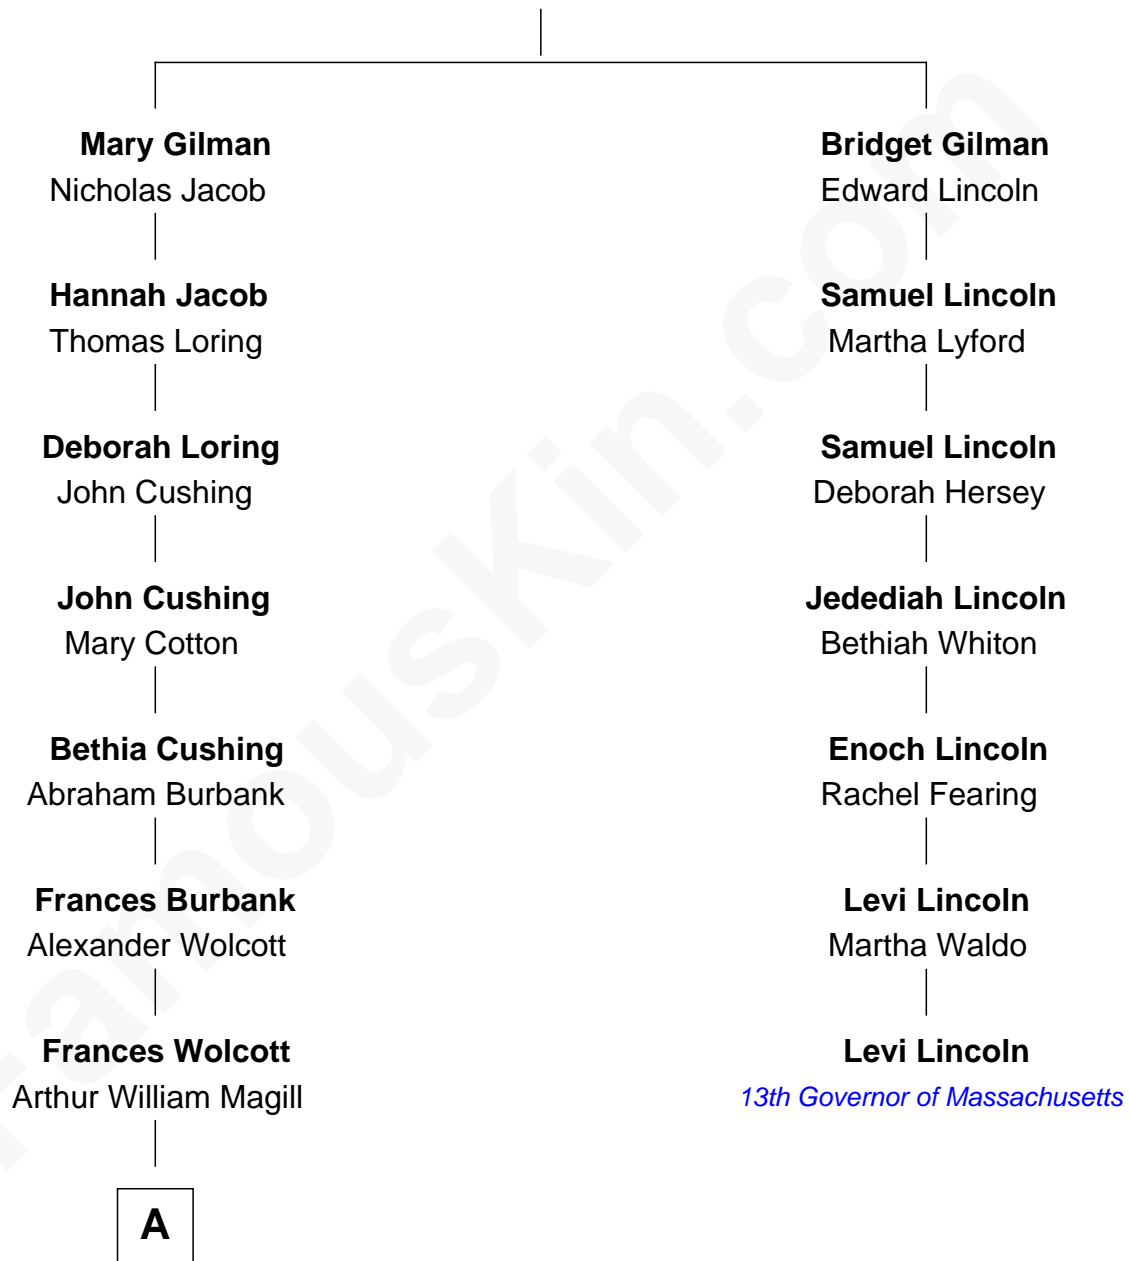 Mary Gilman
Nicholas Jacob
Bridget Gilman
Edward Lincoln
Hannah Jacob
Thomas Loring
Samuel Lincoln
Martha Lyford
Deborah Loring
John Cushing
Samuel Lincoln
Deborah Hersey
John Cushing
Mary Cotton
Jedediah Lincoln
Bethiah Whiton
Bethia Cushing
Abraham Burbank
Enoch Lincoln
Rachel Fearing
Frances Burbank
Alexander Wolcott
Levi Lincoln
Martha Waldo
Frances Wolcott
Arthur William Magill
Levi Lincoln
13th Governor of Massachusetts
A
FamousKin.com